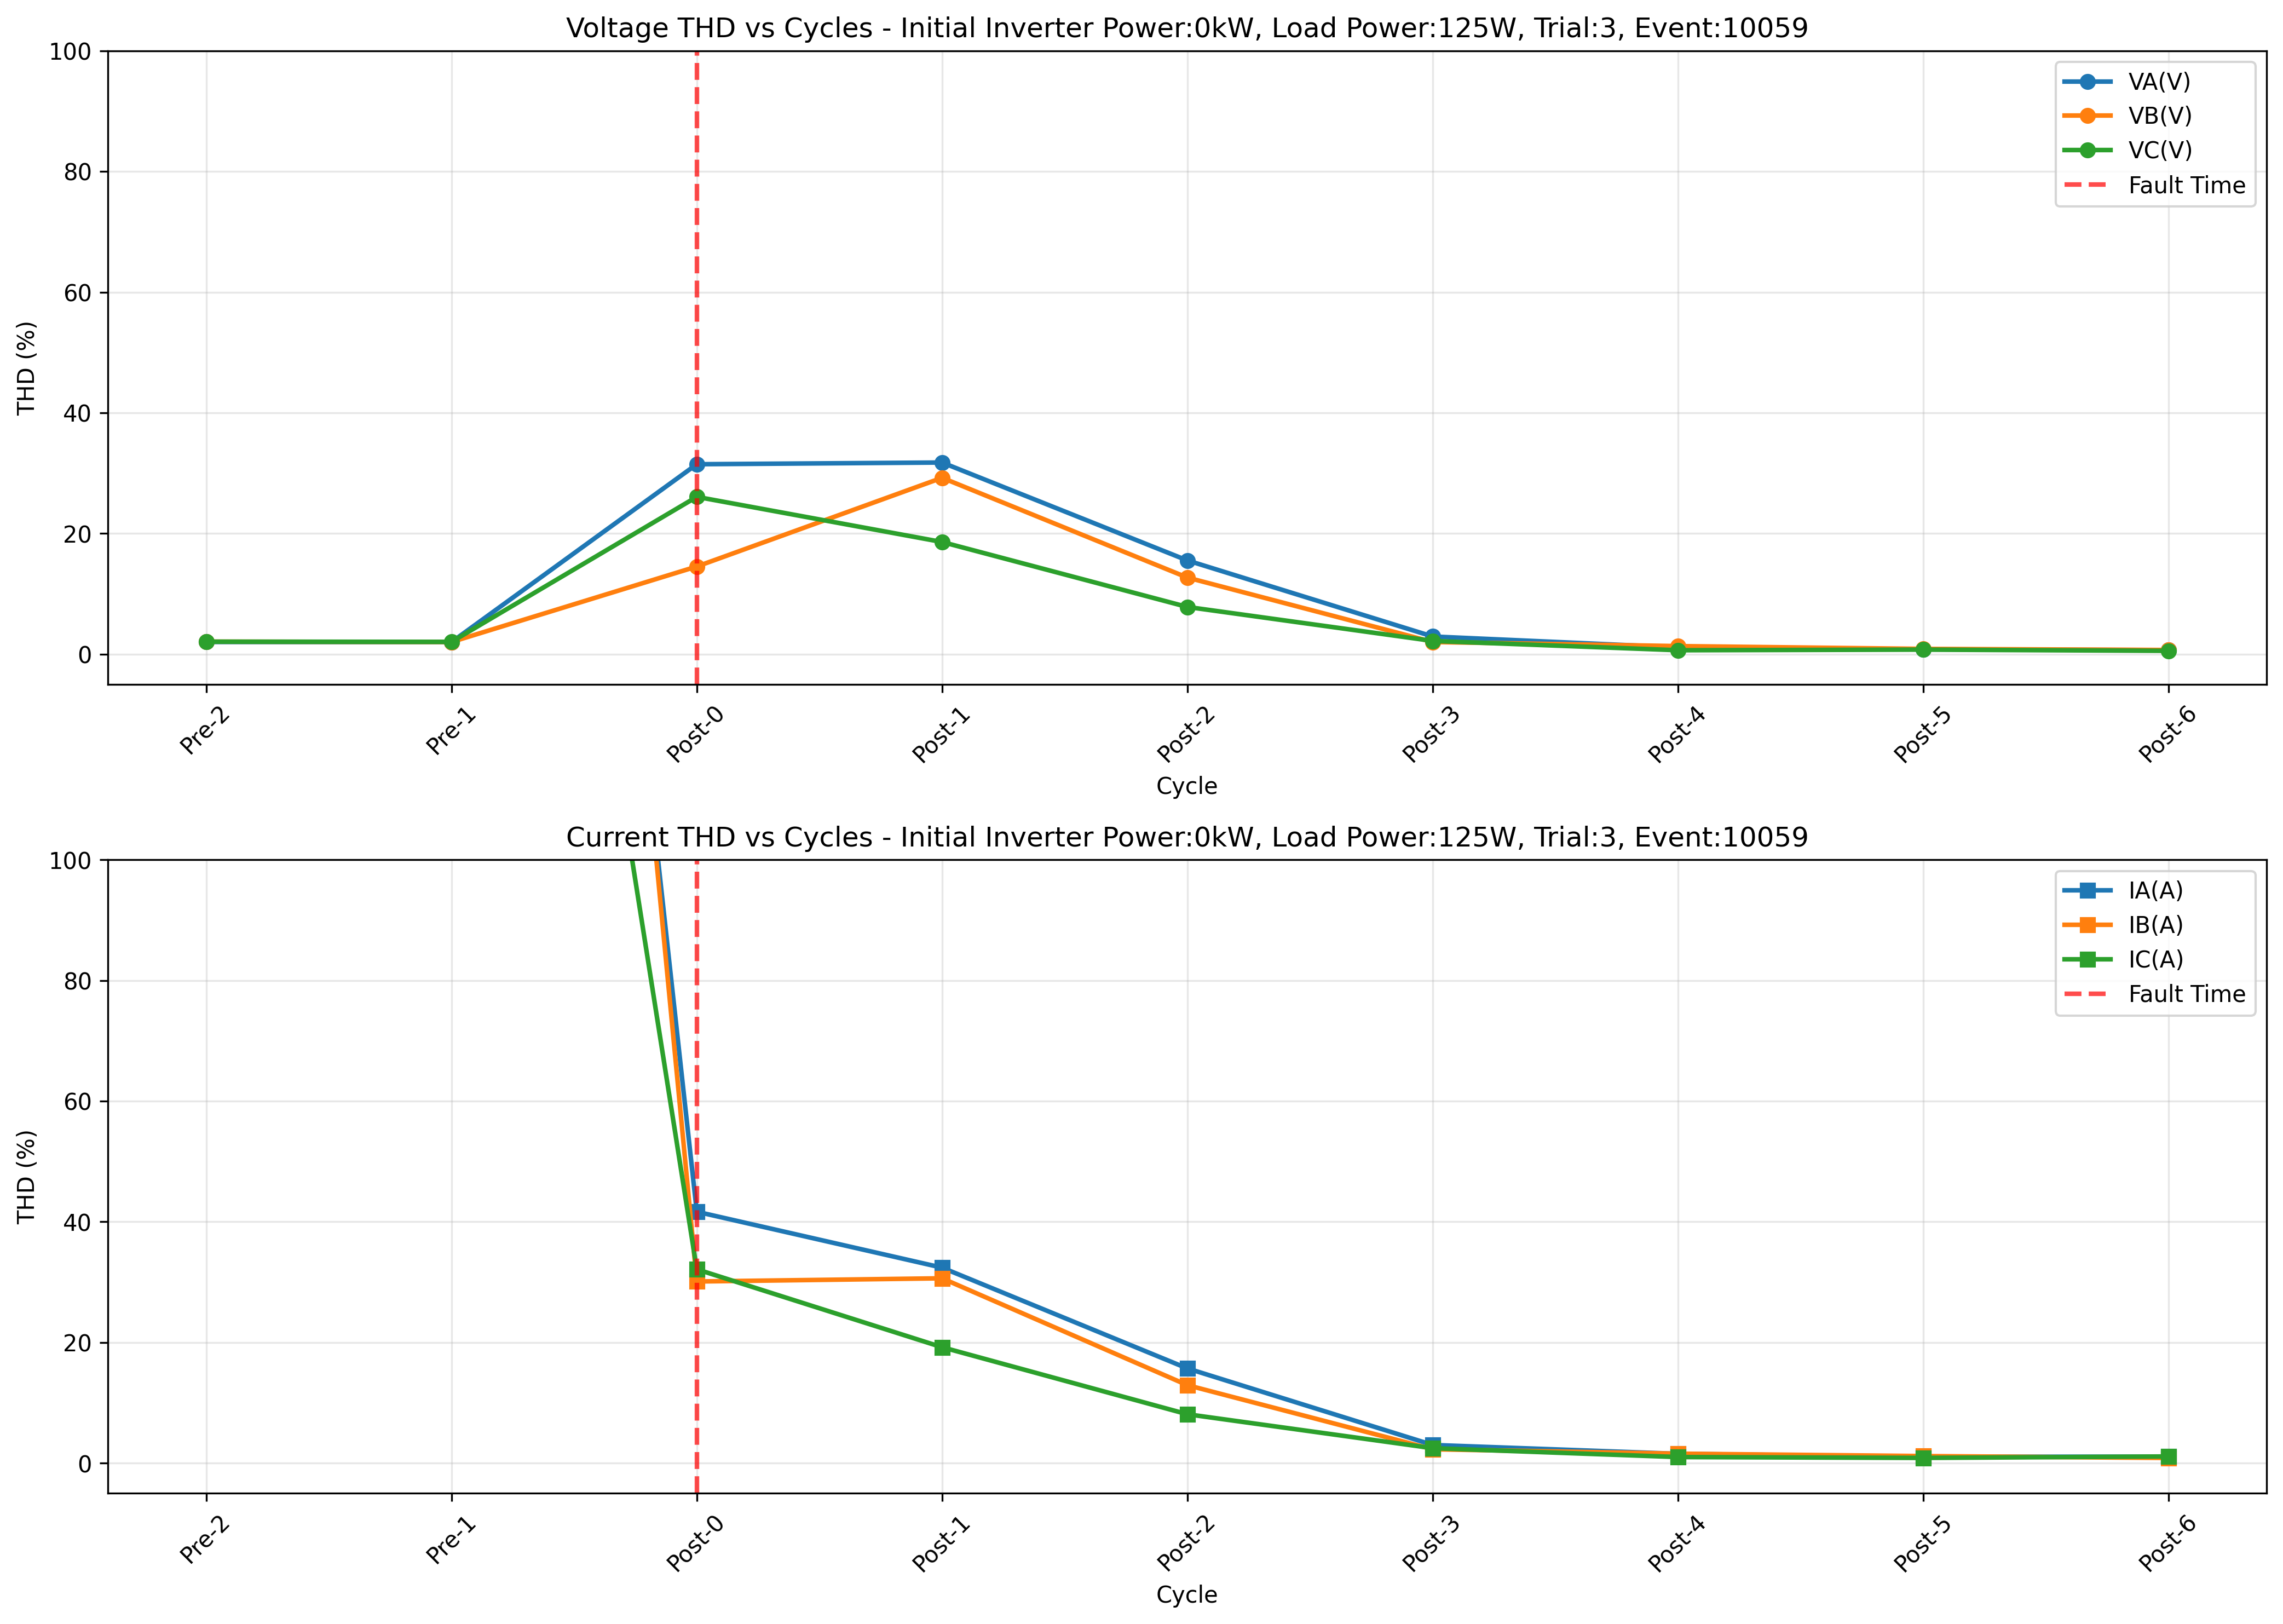 Voltage THD vs Cycles - Initial Inverter Power:0kW, Load Power:125W, Trial:3, Event:10059
THD (%)
100
80
60
40
20
0
VA(V)
VB(V)
VC(V)
Fault Time
Pre-2
Pre-1
Post-0
Post-1
Post-2
Post-3
Post-4
Post-5
Post-6
Cycle
Current THD vs Cycles - Initial Inverter Power:0kW, Load Power:125W, Trial:3, Event:10059
THD (%)
100
80
60
40
20
0
IA(A)
IB(A)
IC(A)
Fault Time
Pre-2
Pre-1
Post-0
Post-1
Post-2
Post-3
Post-4
Post-5
Post-6
Cycle